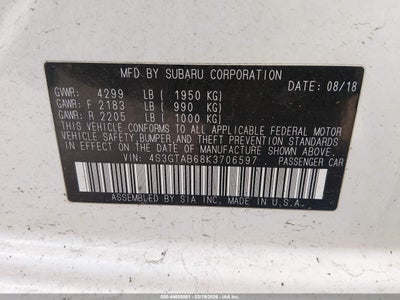 MFD BY SUBARU CORPORATION
GVWR: 4299 LB ( 1950 KG) DATE: 08/18
GAWR: F 2183 LB ( 990 KG)
GAWR: R 2205 LB ( 1000 KG)
THIS VEHICLE CONFORMS TO ALL APPLICABLE FEDERAL MOTOR
VEHICLE SAFETY,BUMPER AND THEFT PREVENTION STANDARDS
IN EFFECT ON THE DATE OF MANUFACTURE SHOWN ABOVE.
VIN: 4S3GTAB68K3706597 PASSENGER CAR
ASSEMBLED BY SIA INC. MADE IN U.S.A.